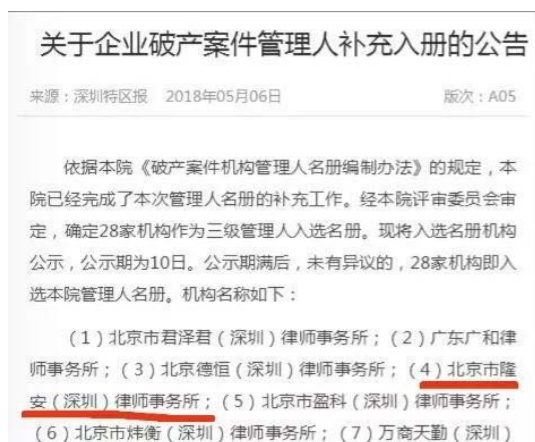 关于企业破产案件管理人补充入册的公告
来源：深圳特区报 2018年05月06日 版次：A05
依据本院《破产案件机构管理人名册编制办法》的规定，本
院已经完成了本次管理人名册的补充工作。经本院评审委员会审
定，确定28家机构作为三级管理人入选名册。现将入选名册机构
公示，公示期为10日。公示期满后，未有异议的，28家机构即入
选本院管理人名册。机构名称如下：
（1）北京市君泽君（深圳）律师事务所；（2）广东广和律
师事务所；（3）北京德恒（深圳）律师事务所；（4）北京市隆
安（深圳）律师事务所；（5）北京市盈科（深圳）律师事务所；
（6）北京市炜衡（深圳）律师事务所；（7）万商天勤（深圳）